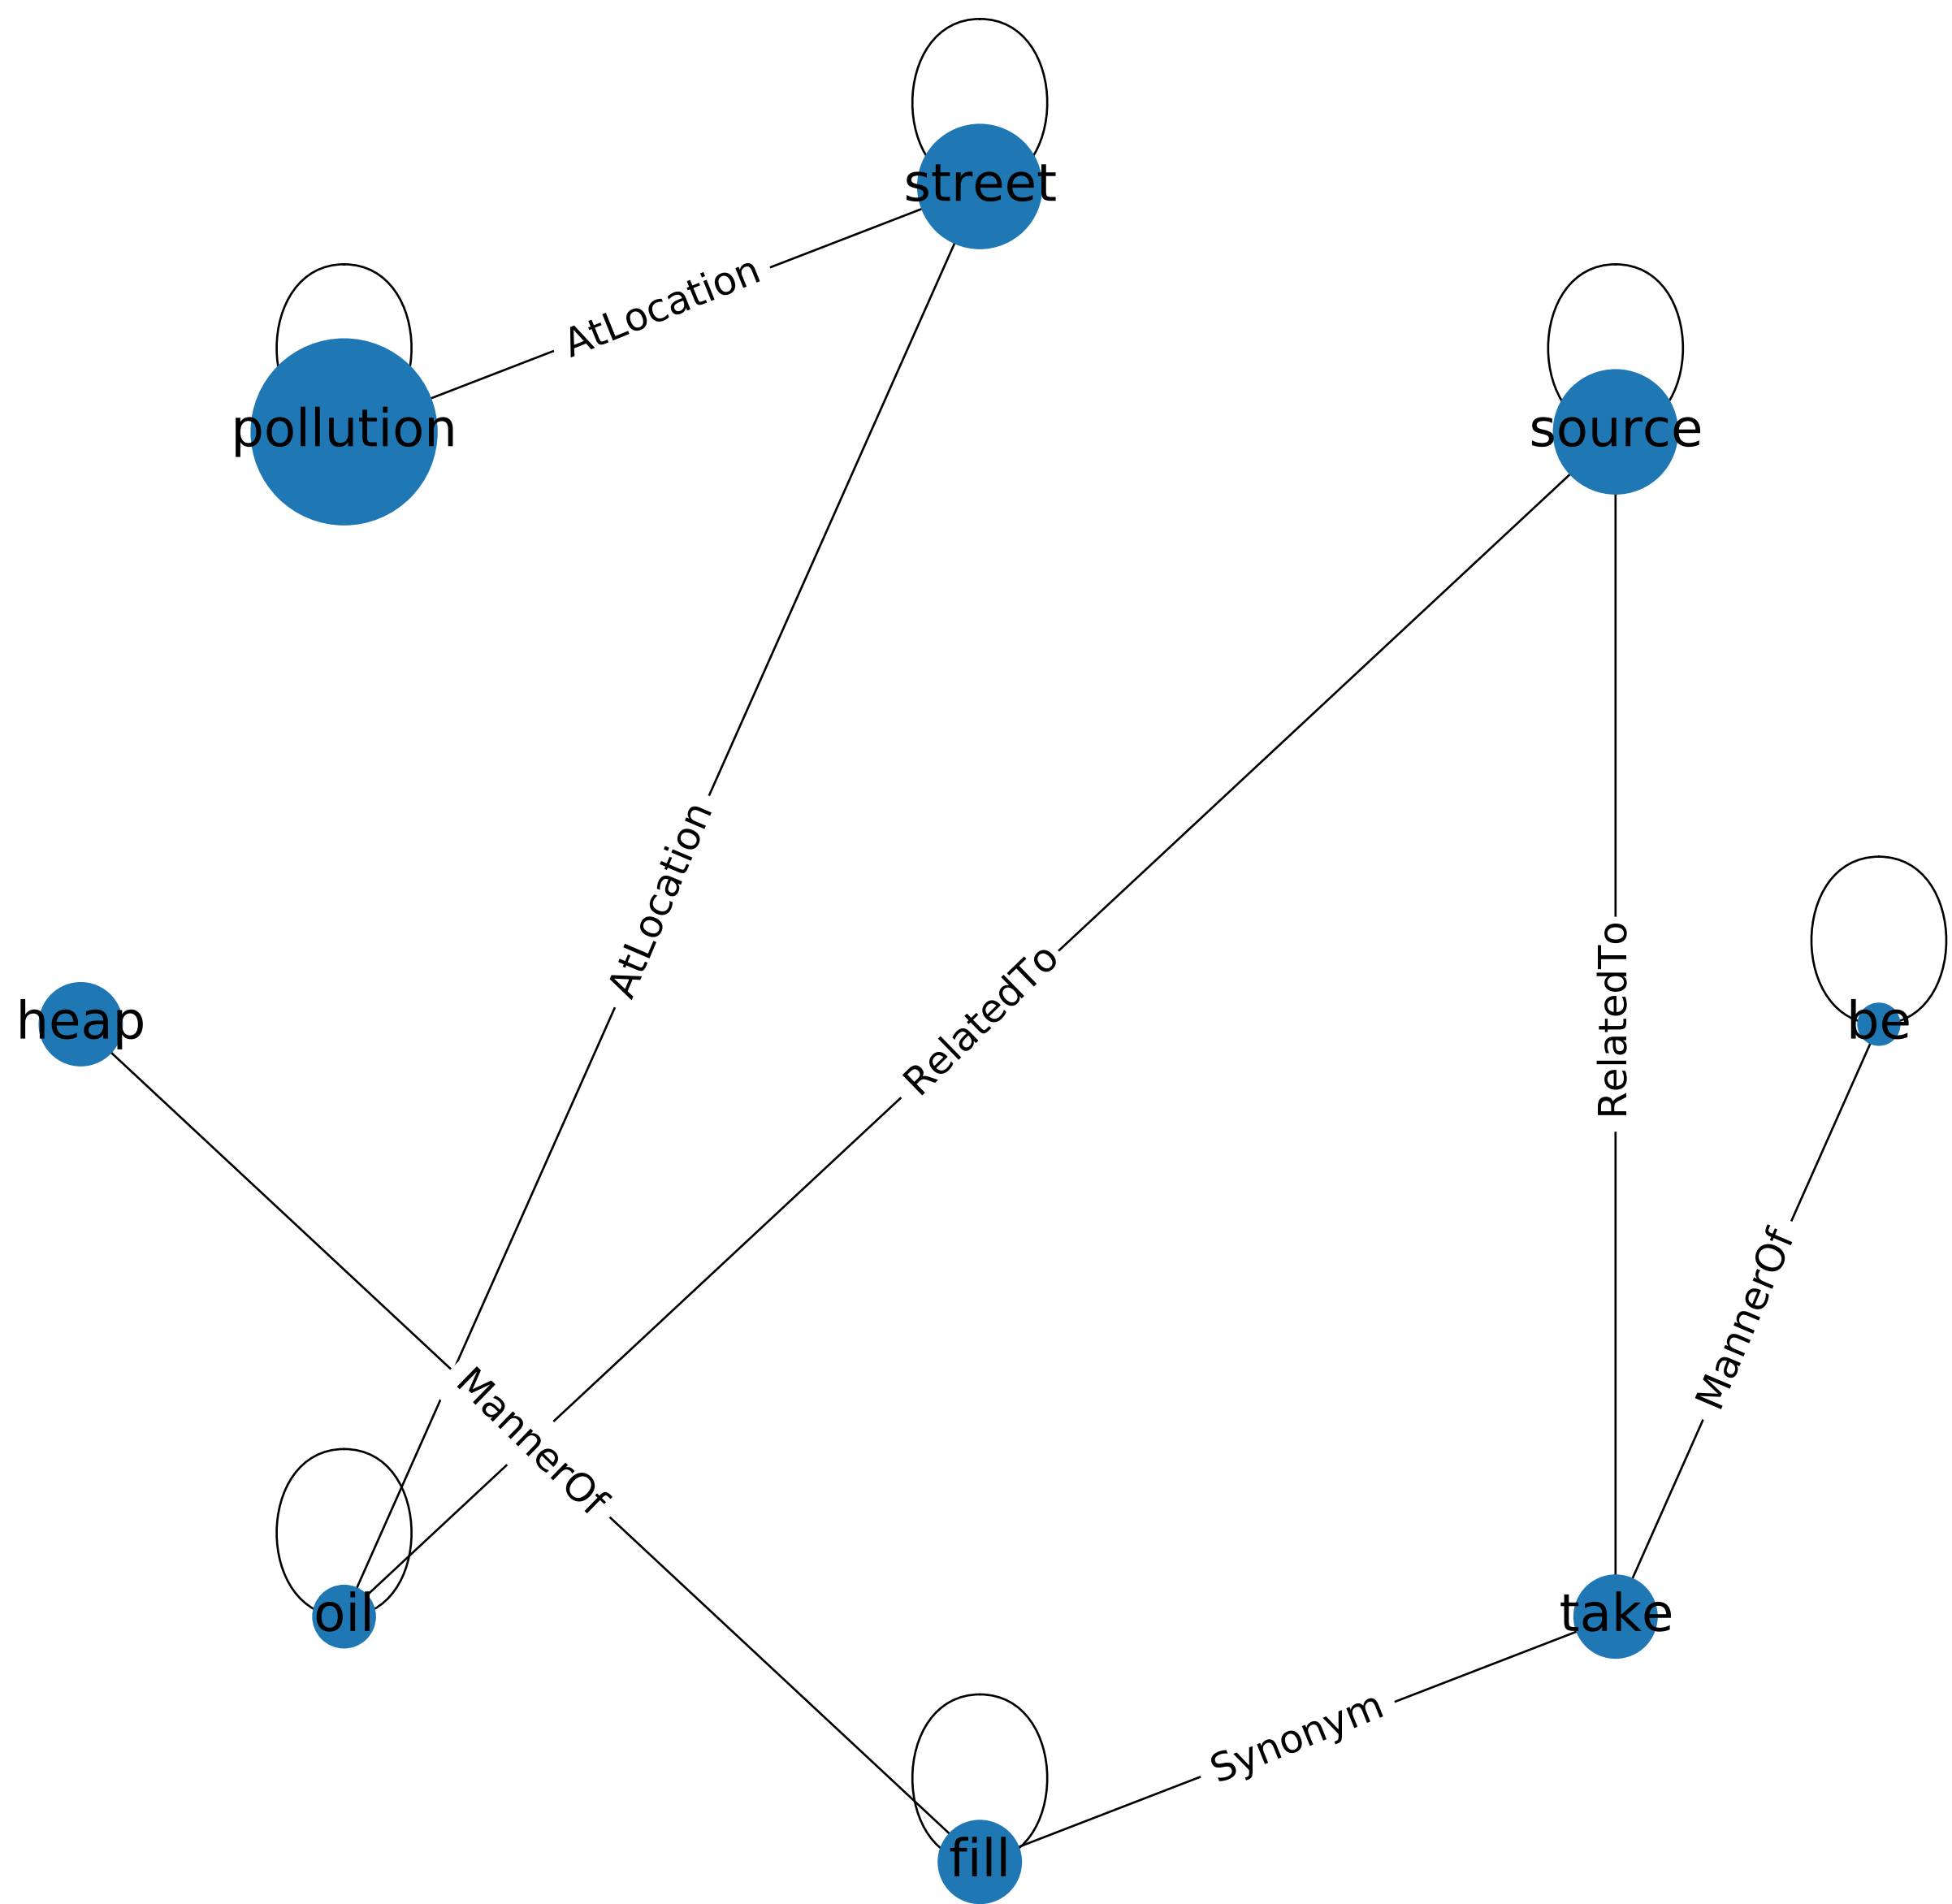 street
AtLocation
pollution
source
AtLocation
RelatedTo
RelatedTo
heap
be
MannerOf
MannerOf
oil
take
Synonym
fill